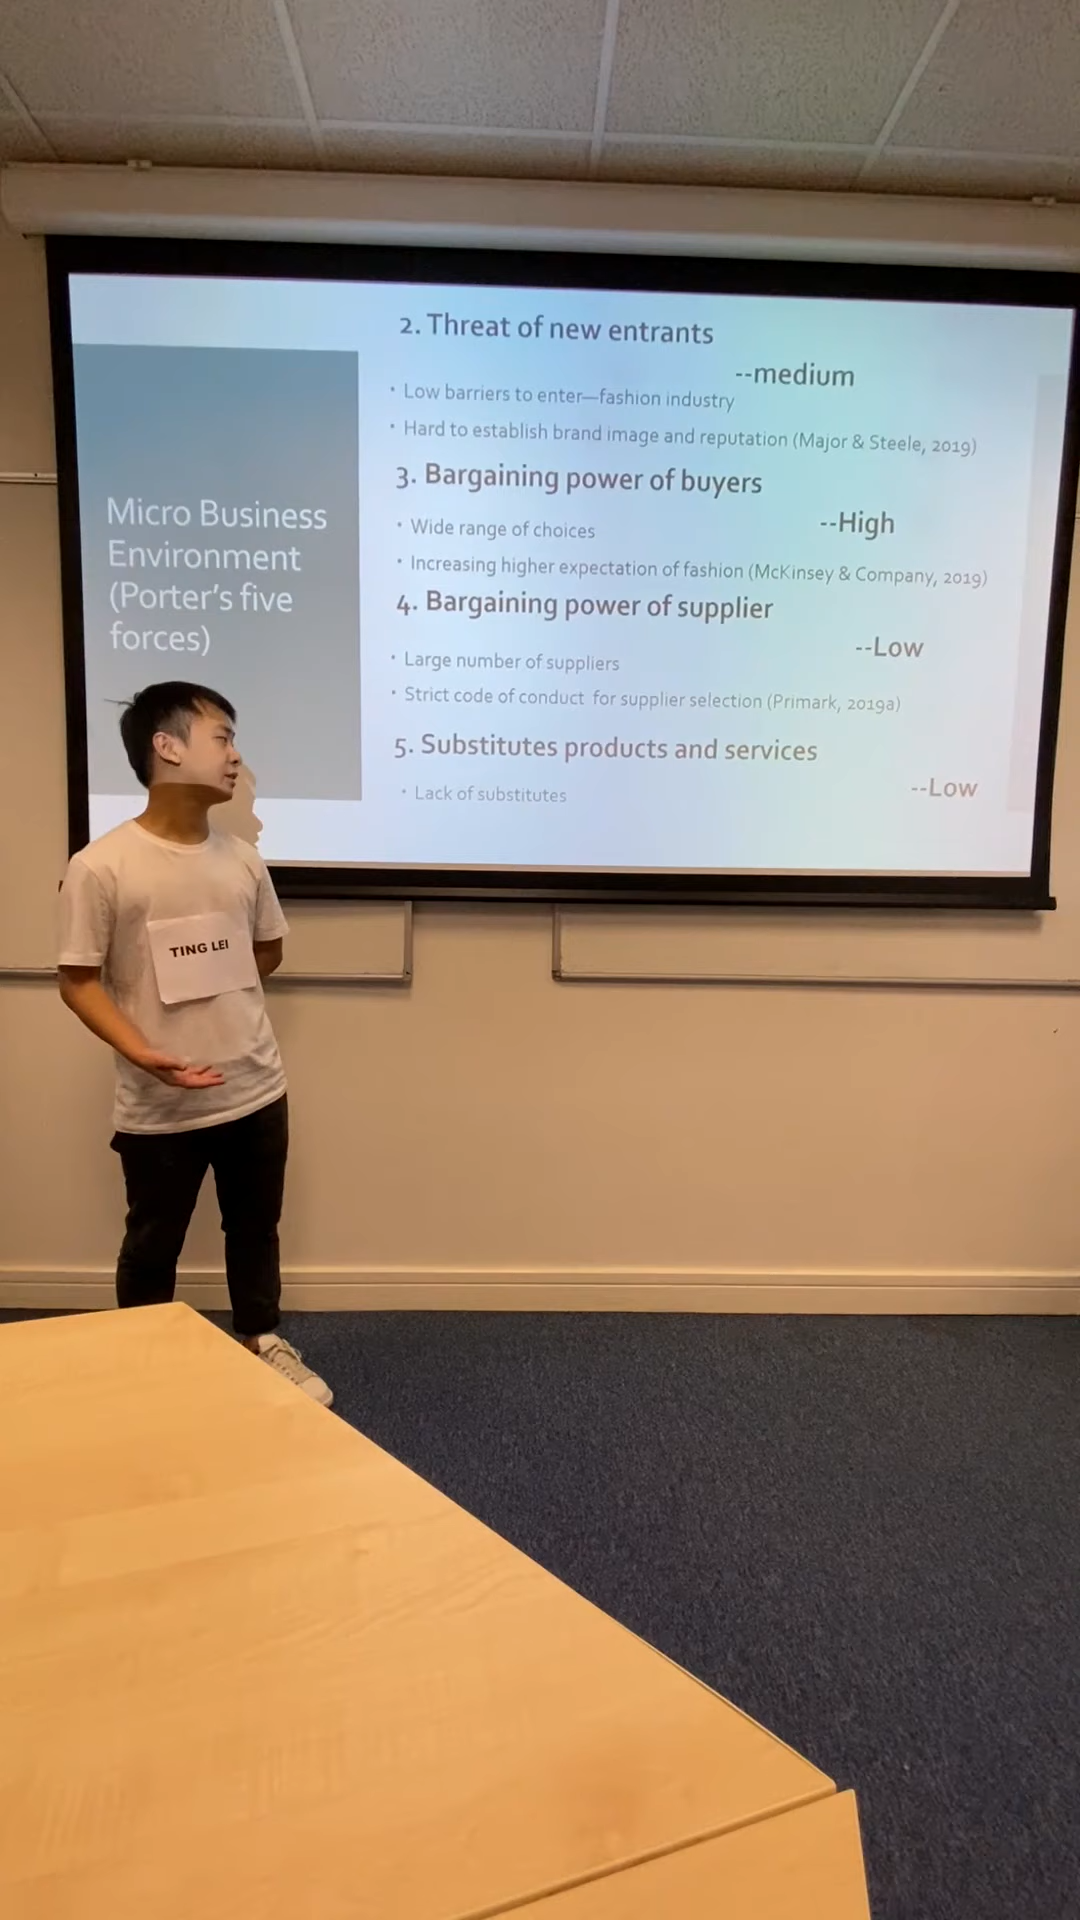 2. Threat of new entrants
--medium
• Low barriers to enter—fashion industry
• Hard to establish brand image and reputation (Major & Steele, 2019)
3. Bargaining power of buyers
--High
• Wide range of choices
• Increasing higher expectation of fashion (McKinsey & Company, 2019)
4. Bargaining power of supplier
--Low
• Large number of suppliers
• Strict code of conduct for supplier selection (Primark, 2019a)
5. Substitutes products and services
--Low
• Lack of substitutes
Micro Business
Environment
(Porter's five
forces)
TING LEI